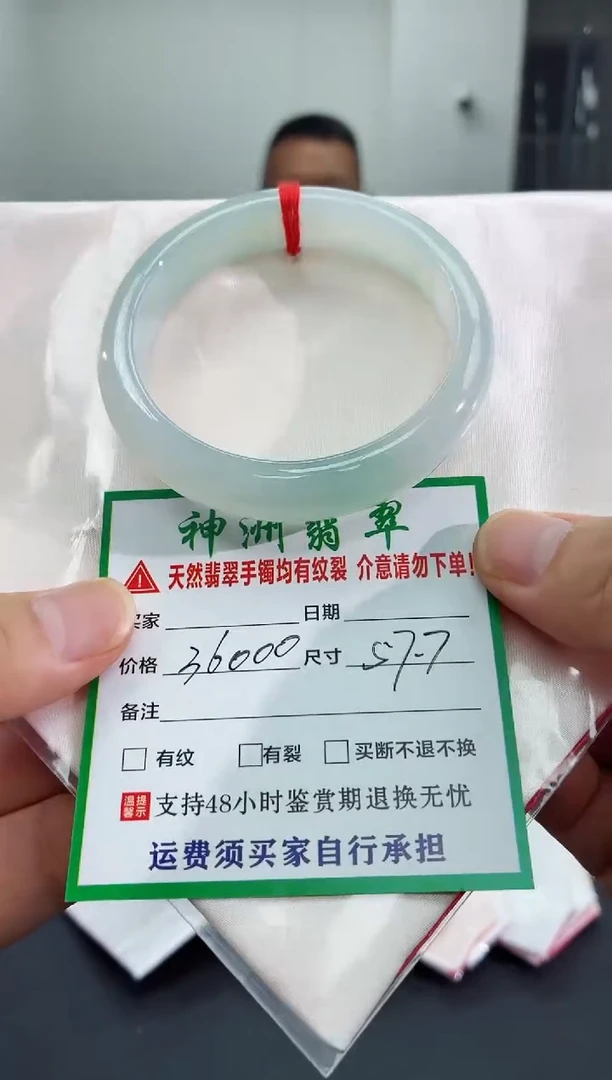 神洲翡翠
天然翡翠手镯均有纹裂 介意请勿下单!
买家 日期
价格 36000 尺寸 57.7
备注
有纹 有裂 买断不退不换
温馨提示 支持48小时鉴赏期退换无忧
运费须买家自行承担